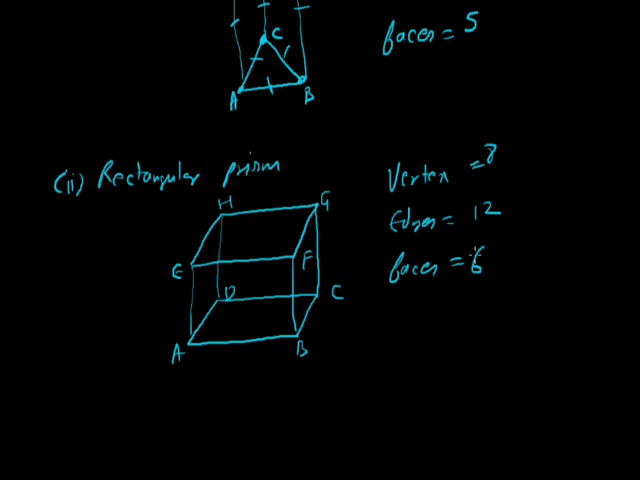 C
faces = 5
A
B
(ii) Rectangular prism
Vertex = 8
H
G
Edges = 12
E
F
faces = 6
D
C
A
B